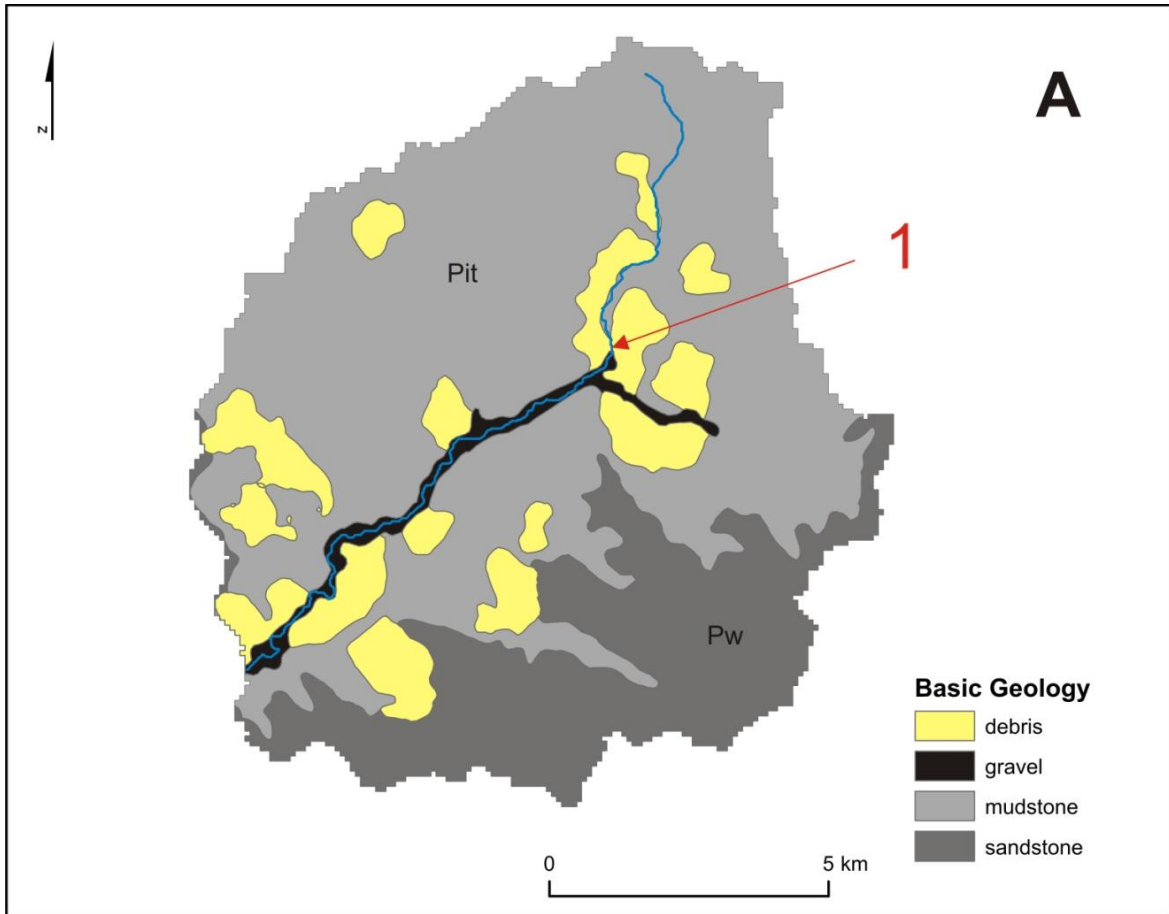 A
z
1
Pit
Pw
Basic Geology
debris
gravel
mudstone
sandstone
0 5 km